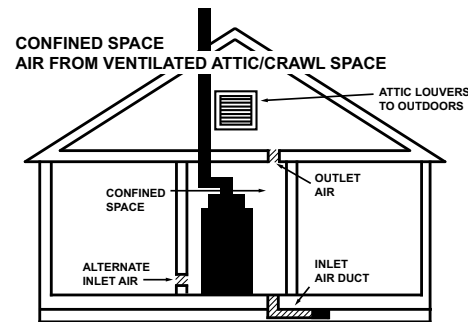 CONFINED SPACE
AIR FROM VENTILATED ATTIC/CRAWL SPACE
ATTIC LOUVERS
TO OUTDOORS
OUTLET
AIR
CONFINED
SPACE
ALTERNATE
INLET AIR
INLET
AIR DUCT